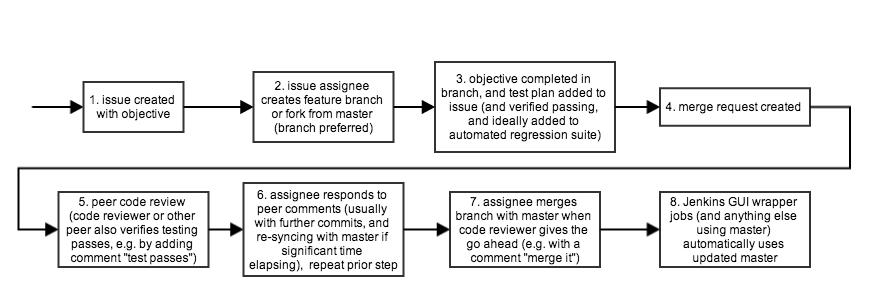 1. issue created
with objective
2. issue assignee
creates feature branch
or fork from master
(branch preferred)
3. objective completed in
branch, and test plan added to
issue (and verified passing,
and ideally added to
automated regression suite)
4. merge request created
5. peer code review
(code reviewer or other
peer also verifies testing
passes, e.g. by adding
comment "test passes")
6. assignee responds to
peer comments (usually
with further commits, and
re-syncing with master if
significant time
elapsing),  repeat prior step
7. assignee merges
branch with master when
code reviewer gives the
go ahead (e.g. with a
comment "merge it")
8. Jenkins GUI wrapper
jobs (and anything else
using master)
automatically uses
updated master